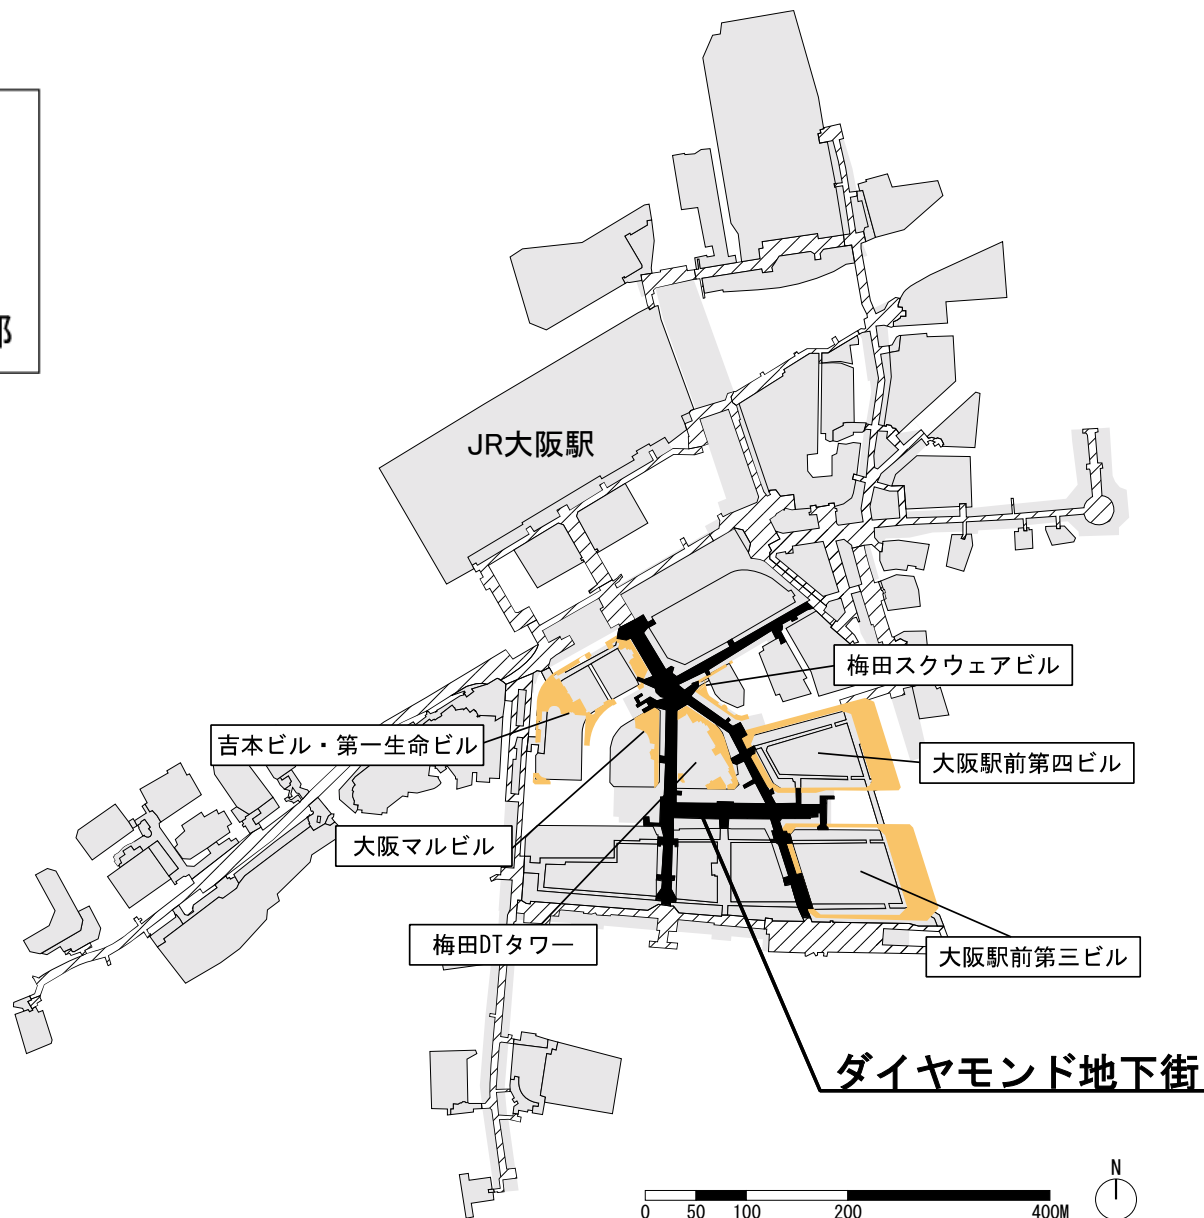 部
JR大阪駅
梅田スクウェアビル
吉本ビル・第一生命ビル
大阪駅前第四ビル
大阪マルビル
梅田DTタワー
大阪駅前第三ビル
ダイヤモンド地下街
N
0 50 100 200 400M